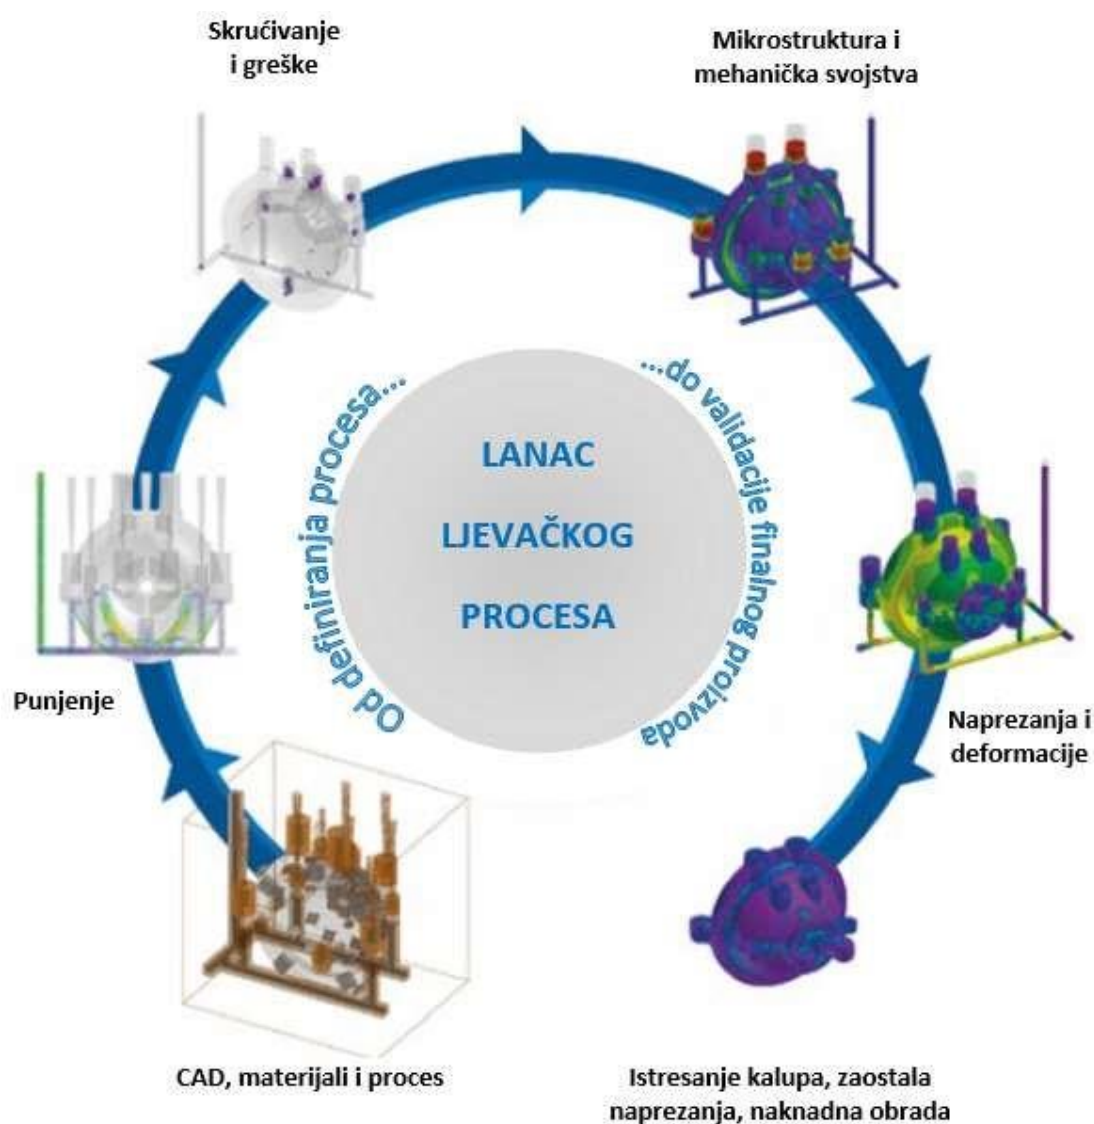 Skrućivanje
i greške
Mikrostruktura i
mehanička svojstva
Od definiranja procesa...
...do validacije finalnog proizvoda
LANAC
LJEVAČKOG
PROCESA
Punjenje
Naprezanja i
deformacije
CAD, materijali i proces
Istresanje kalupa, zaostala
naprezanja, naknadna obrada